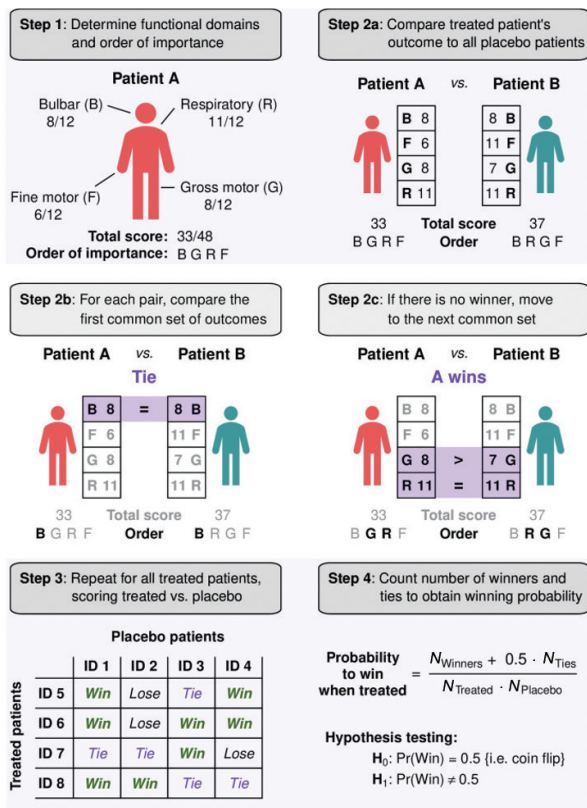 Step 1: Determine functional domains
and order of importance
Patient A
Bulbar (B)
8/12
Respiratory (R)
11/12
Fine motor (F)
6/12
Gross motor (G)
8/12
Total score: 33/48
Order of importance: B G R F
Step 2a: Compare treated patient's
outcome to all placebo patients
Patient A vs. Patient B
B 8 8 B
F 6 11 F
G 8 7 G
R 11 11 R
33 Total score 37
B G R F Order B R G F
Step 2b: For each pair, compare the
first common set of outcomes
Patient A vs. Patient B
Tie
B 8 = 8 B
F 6 11 F
G 8 7 G
R 11 11 R
33 Total score 37
B G R F Order B R G F
Step 2c: If there is no winner, move
to the next common set
Patient A vs. Patient B
A wins
B 8 8 B
F 6 11 F
G 8 > 7 G
R 11 = 11 R
33 Total score 37
B G R F Order B R G F
Step 3: Repeat for all treated patients,
scoring treated vs. placebo
Placebo patients
Treated patients
ID 1 ID 2 ID 3 ID 4
ID 5 Win Lose Tie Win
ID 6 Win Lose Win Win
ID 7 Tie Tie Win Lose
ID 8 Win Win Tie Tie
Step 4: Count number of winners and
ties to obtain winning probability
Probability
to win
when treated
= N Winners + 0.5 · N Ties
N Treated · N Placebo
Hypothesis testing:
H₀: Pr(Win) = 0.5 {i.e. coin flip}
H₁: Pr(Win) ≠ 0.5